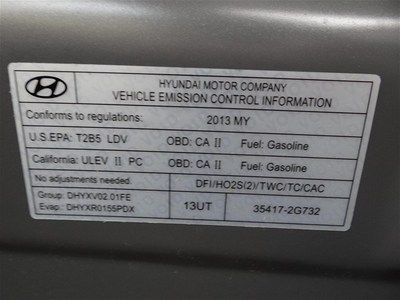 HYUNDAI MOTOR COMPANY
VEHICLE EMISSION CONTROL INFORMATION
Conforms to regulations: 2013 MY
U.S.EPA: T2B5 LDV OBD: CA II Fuel: Gasoline
California: ULEV II PC OBD: CA II Fuel: Gasoline
No adjustments needed. DFI/HO2S(2)/TWC/TC/CAC
Group: DHYXV02.01FE
Evap.: DHYXR0155PDX
13UT 35417-2G732